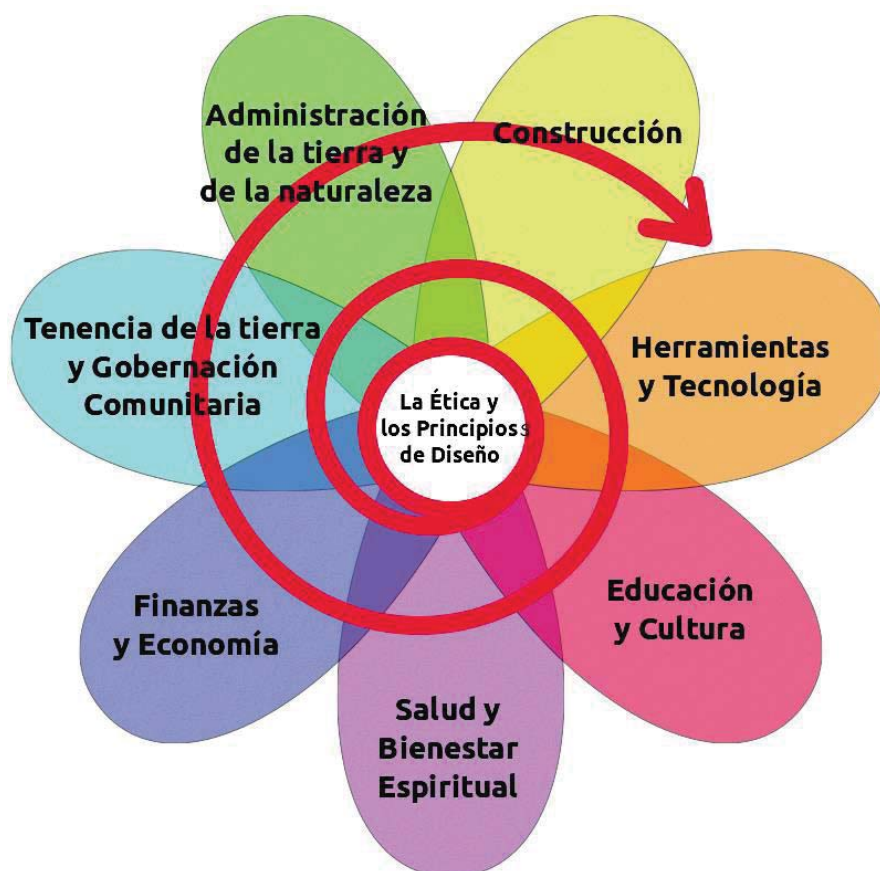 Administración
de la tierra y
de la naturaleza
Construcción
Herramientas
y Tecnología
Educación
y Cultura
Salud y
Bienestar
Espiritual
Finanzas
y Economía
Tenencia de la tierra
y Gobernación
Comunitaria
La Ética y
los Principios
de Diseño